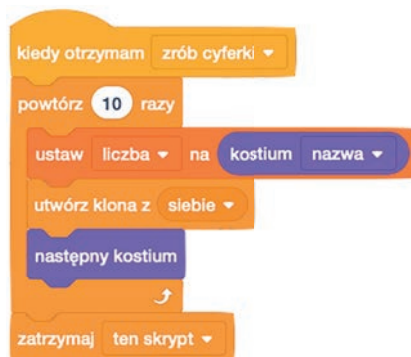 kiedy otrzymam zrób cyferki
powtórz 10 razy
ustaw liczba na kostium nazwa
utwórz klona z siebie
następny kostium
zatrzymaj ten skrypt